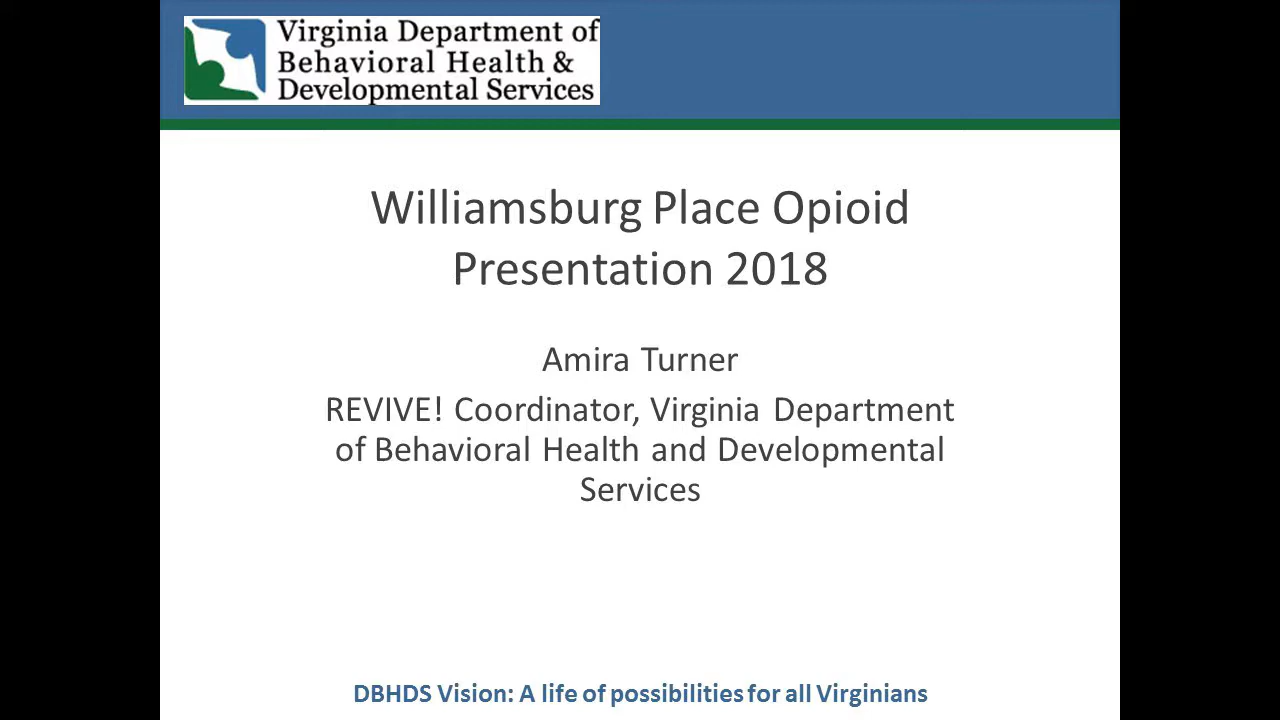 Virginia Department of
Behavioral Health &
Developmental Services
Williamsburg Place Opioid
Presentation 2018
Amira Turner
REVIVE! Coordinator, Virginia Department
of Behavioral Health and Developmental
Services
DBHDS Vision: A life of possibilities for all Virginians